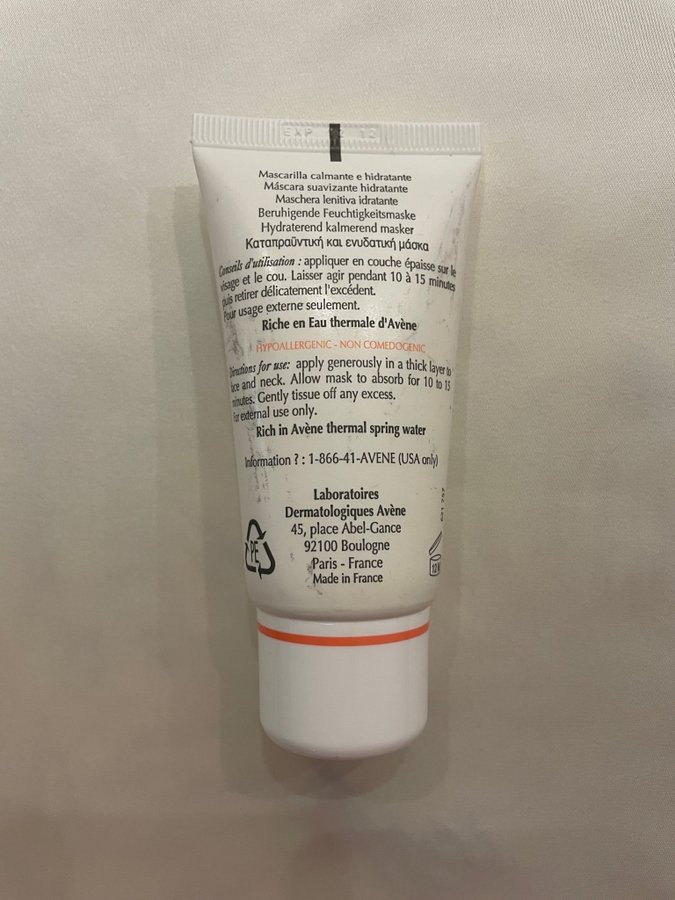 EXP 12
Mascarilla calmante e hidratante
Máscara suavizante hidratante
Maschera lenitiva idratante
Beruhigende Feuchtigkeitsmaske
Hydraterend kalmerend masker
Καταπραϋντική και ενυδατική μάσκα
Conseils d'utilisation : appliquer en couche épaisse sur le
visage et le cou. Laisser agir pendant 10 à 15 minutes
puis retirer délicatement l'excédent.
Pour usage externe seulement.
Riche en Eau thermale d'Avène
HYPOALLERGENIC - NON COMEDOGENIC
Directions for use: apply generously in a thick layer to
face and neck. Allow mask to absorb for 10 to 15
minutes. Gently tissue off any excess.
For external use only.
Rich in Avène thermal spring water
Information ? : 1-866-41-AVENE (USA only)
Laboratoires
Dermatologiques Avène
45, place Abel-Gance
92100 Boulogne
Paris - France
Made in France
PE